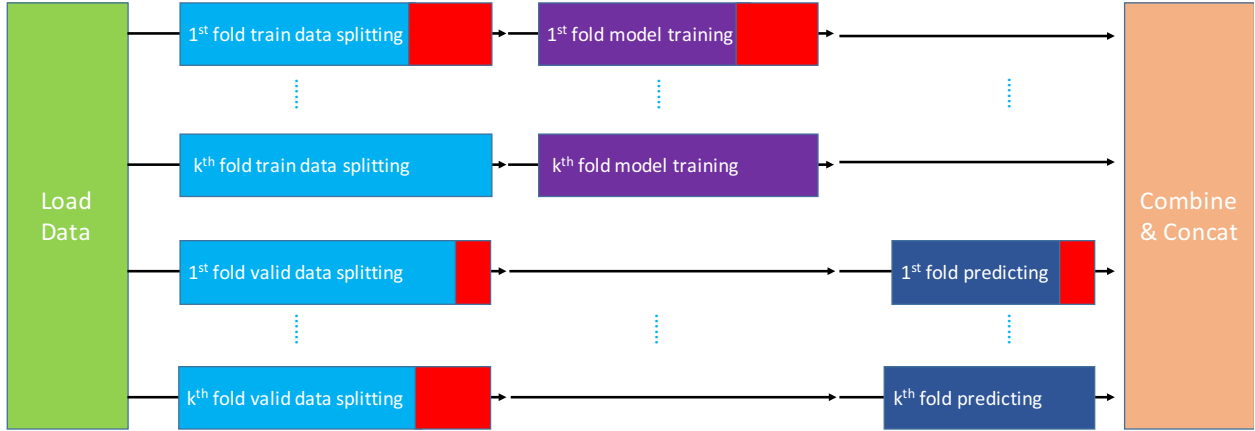 Load
Data
1st fold train data splitting
1st fold model training
kth fold train data splitting
kth fold model training
1st fold valid data splitting
1st fold predicting
kth fold valid data splitting
kth fold predicting
Combine
& Concat